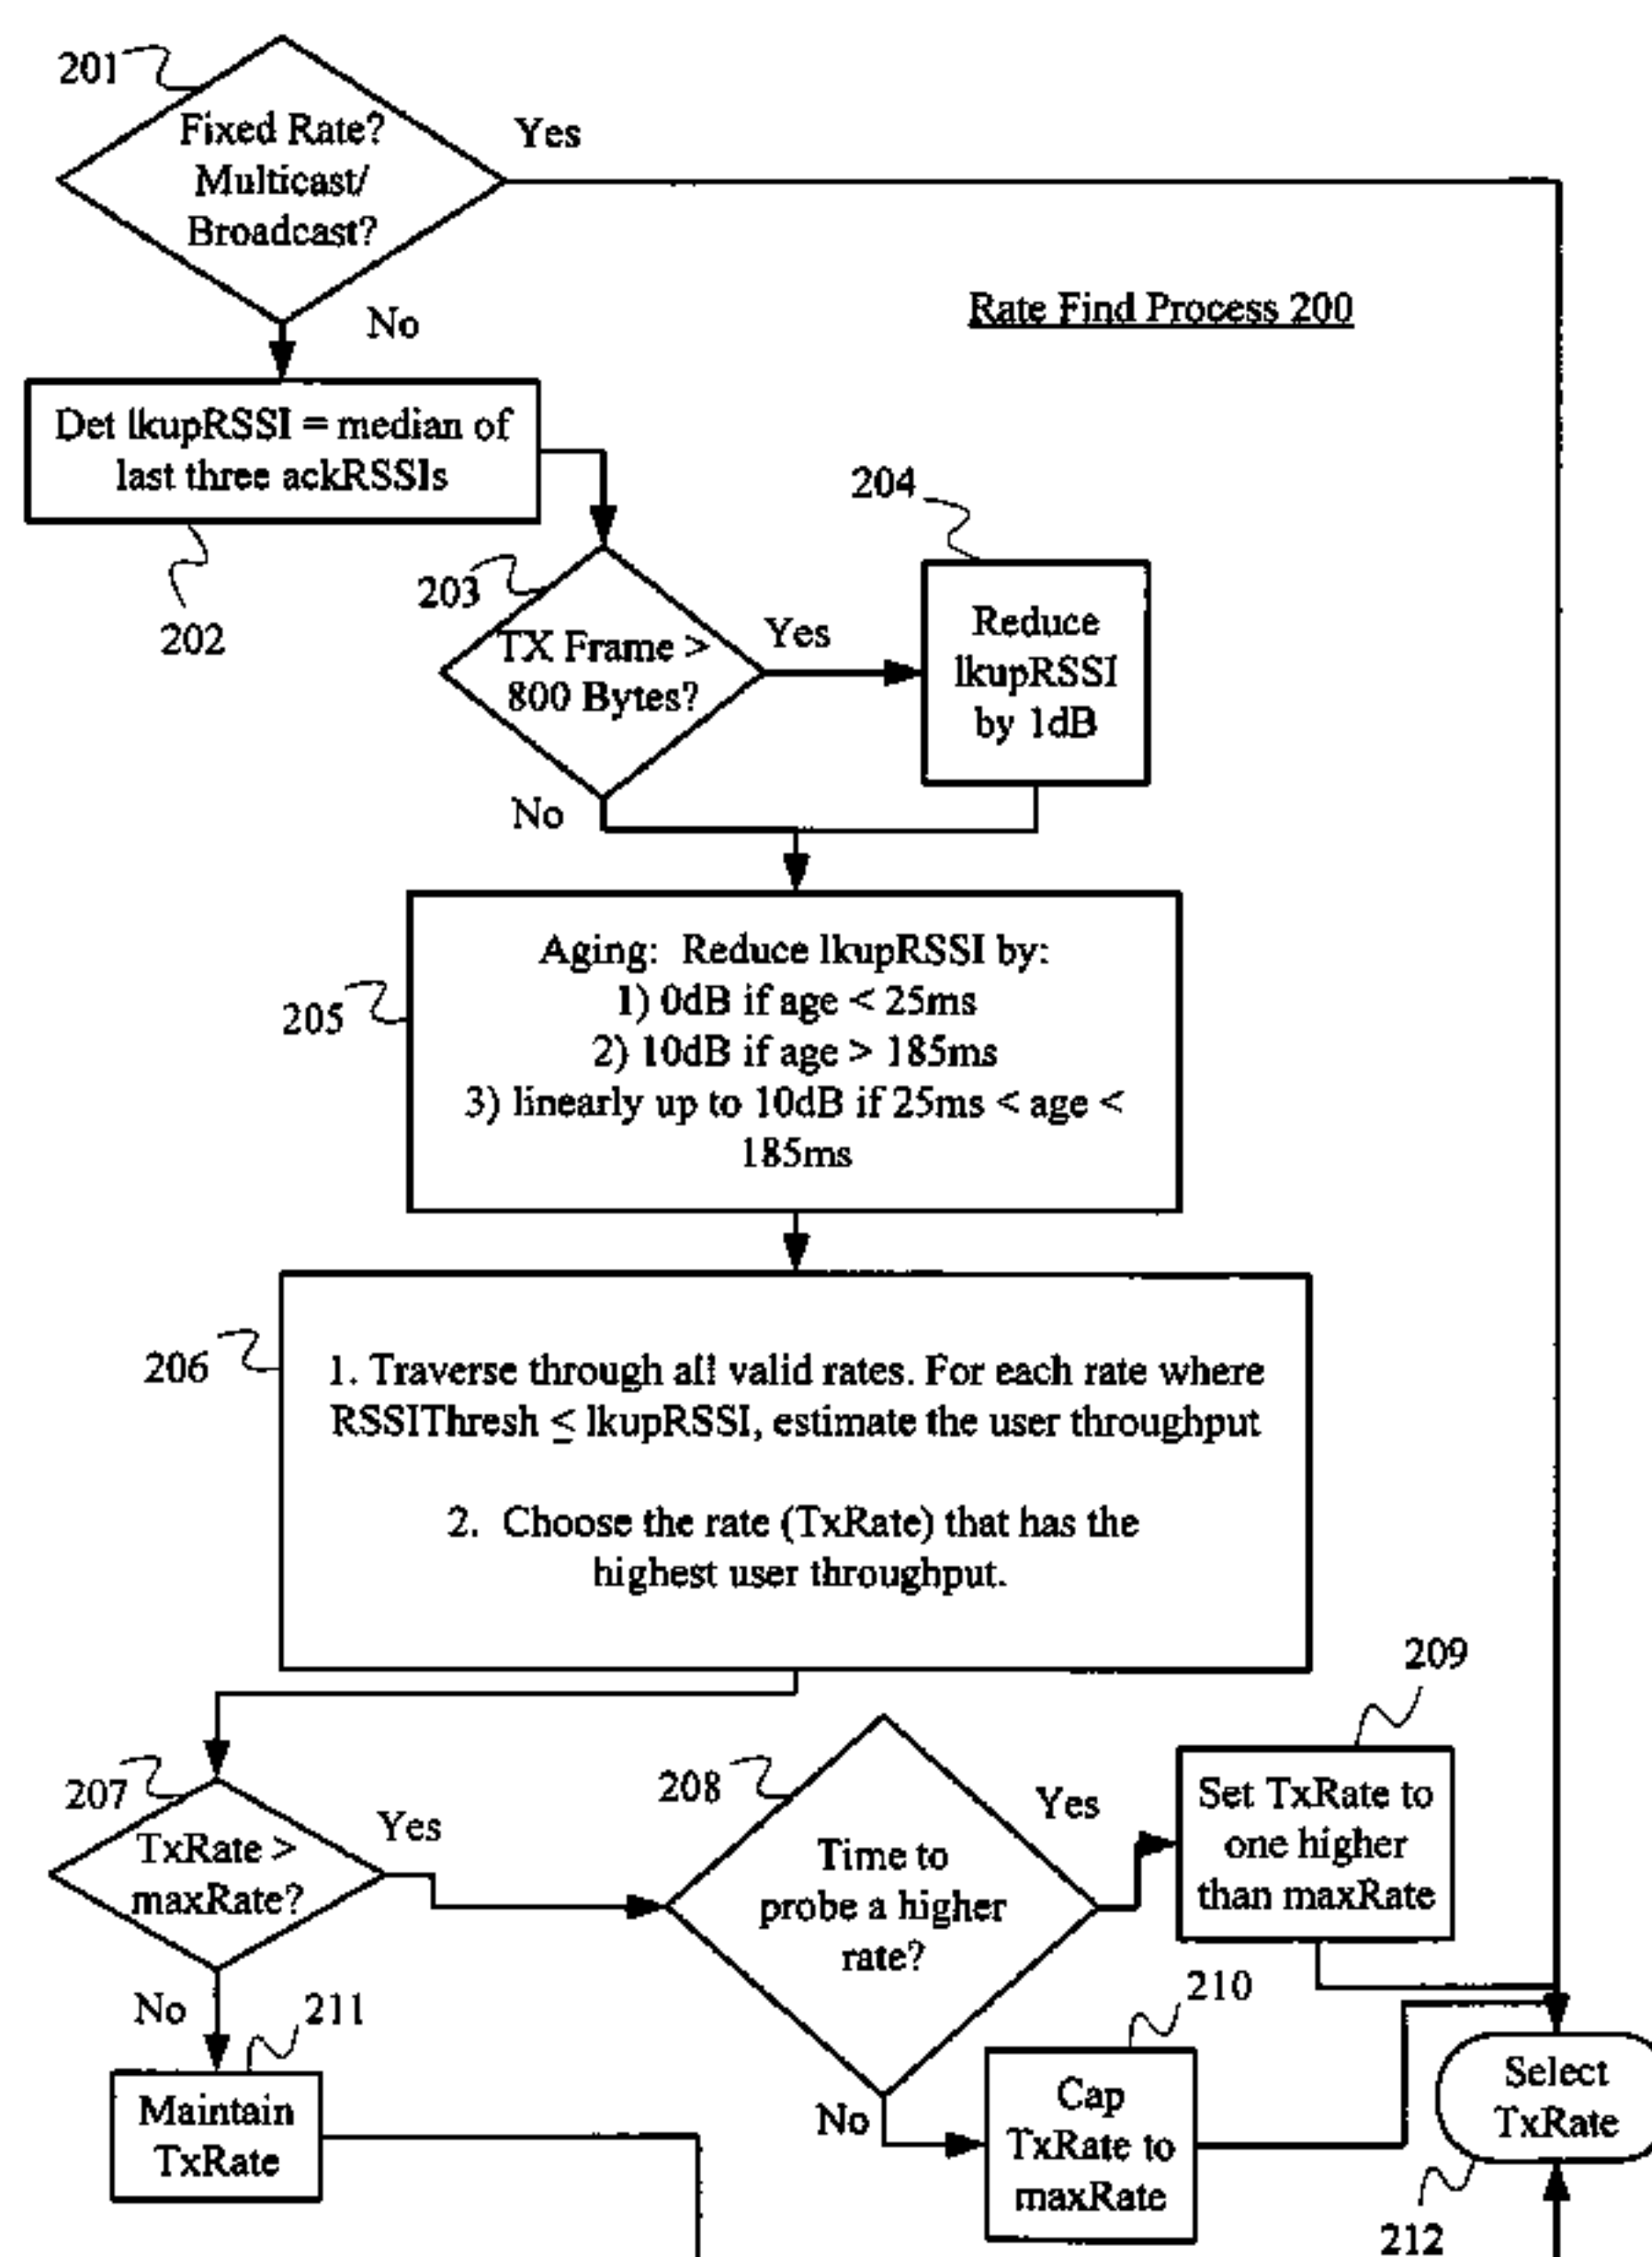 201
Fixed Rate?
Multicast/
Broadcast?
Yes
No
Rate Find Process 200
Det lkupRSSI = median of
last three ackRSSIs
202
203
TX Frame >
800 Bytes?
Yes
No
204
Reduce
lkupRSSI
by 1dB
205
Aging: Reduce lkupRSSI by:
1) 0dB if age < 25ms
2) 10dB if age > 185ms
3) linearly up to 10dB if 25ms < age <
185ms
206
1. Traverse through all valid rates. For each rate where
RSSIThresh ≤ lkupRSSI, estimate the user throughput
2. Choose the rate (TxRate) that has the
highest user throughput.
207
TxRate >
maxRate?
Yes
No
208
Time to
probe a higher
rate?
Yes
No
209
Set TxRate to
one higher
than maxRate
210
Cap
TxRate to
maxRate
211
Maintain
TxRate
Select
TxRate
212